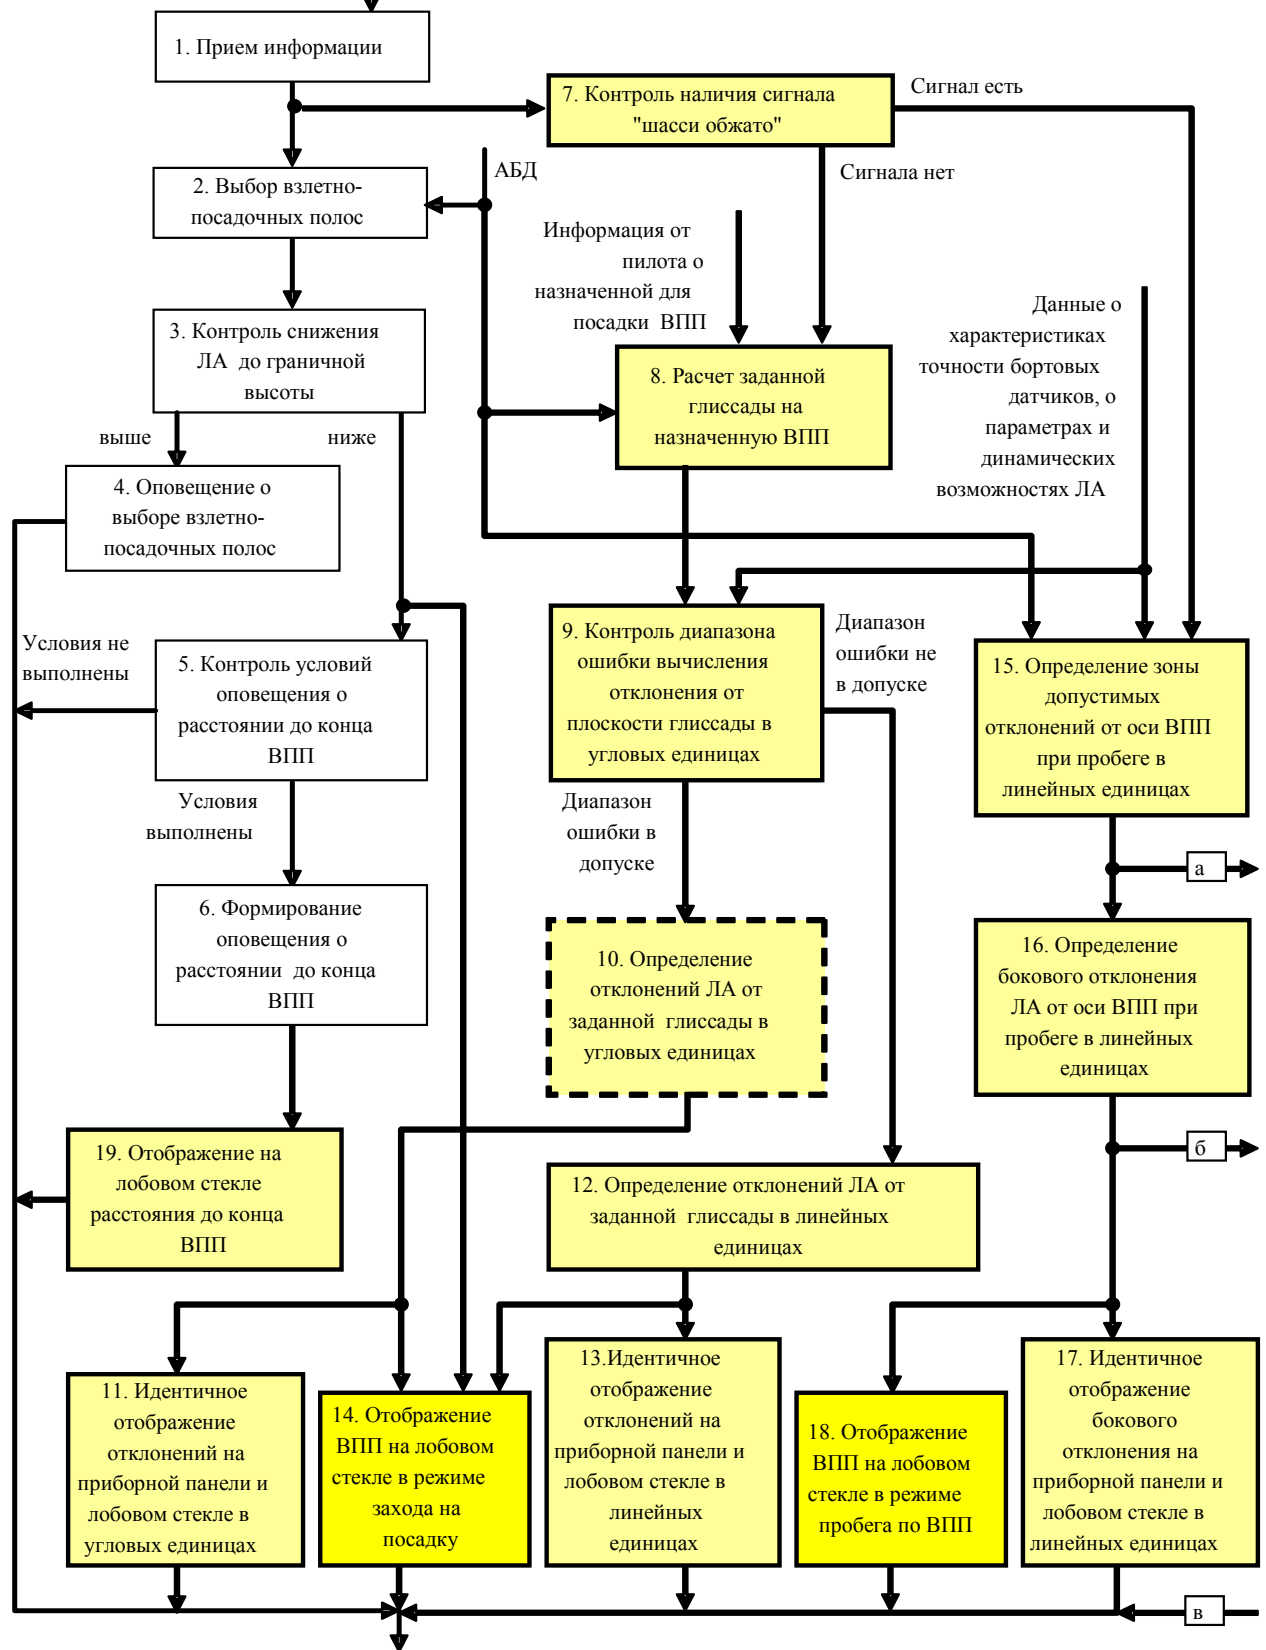 1. Прием информации
7. Контроль наличия сигнала
"шасси обжато"
Сигнал есть
Сигнала нет
АБД
2. Выбор взлетно-
посадочных полос
Информация от
пилота о
назначенной для
посадки ВПП
3. Контроль снижения
ЛА до граничной
высоты
выше
ниже
8. Расчет заданной
глиссады на
назначенную ВПП
Данные о
характеристиках
точности бортовых
датчиков, о
параметрах и
динамических
возможностях ЛА
4. Оповещение о
выборе взлетно-
посадочных полос
Условия не
выполнены
5. Контроль условий
оповещения о
расстоянии до конца
ВПП
9. Контроль диапазона
ошибки вычисления
отклонения от
плоскости глиссады в
угловых единицах
Диапазон
ошибки не
в допуске
15. Определение зоны
допустимых
отклонений от оси ВПП
при пробеге в
линейных единицах
Условия
выполнены
Диапазон
ошибки в
допуске
а
6. Формирование
оповещения о
расстоянии до конца
ВПП
10. Определение
отклонений ЛА от
заданной глиссады в
угловых единицах
16. Определение
бокового отклонения
ЛА от оси ВПП при
пробеге в линейных
единицах
б
19. Отображение на
лобовом стекле
расстояния до конца
ВПП
12. Определение отклонений ЛА от
заданной глиссады в линейных
единицах
11. Идентичное
отображение
отклонений на
приборной панели и
лобовом стекле в
угловых единицах
14. Отображение
ВПП на лобовом
стекле в режиме
захода на
посадку
13.Идентичное
отображение
отклонений на
приборной панели и
лобовом стекле в
линейных
единицах
18. Отображение
ВПП на лобовом
стекле в режиме
пробега по ВПП
17. Идентичное
отображение
бокового
отклонения на
приборной панели и
лобовом стекле в
линейных единицах
в